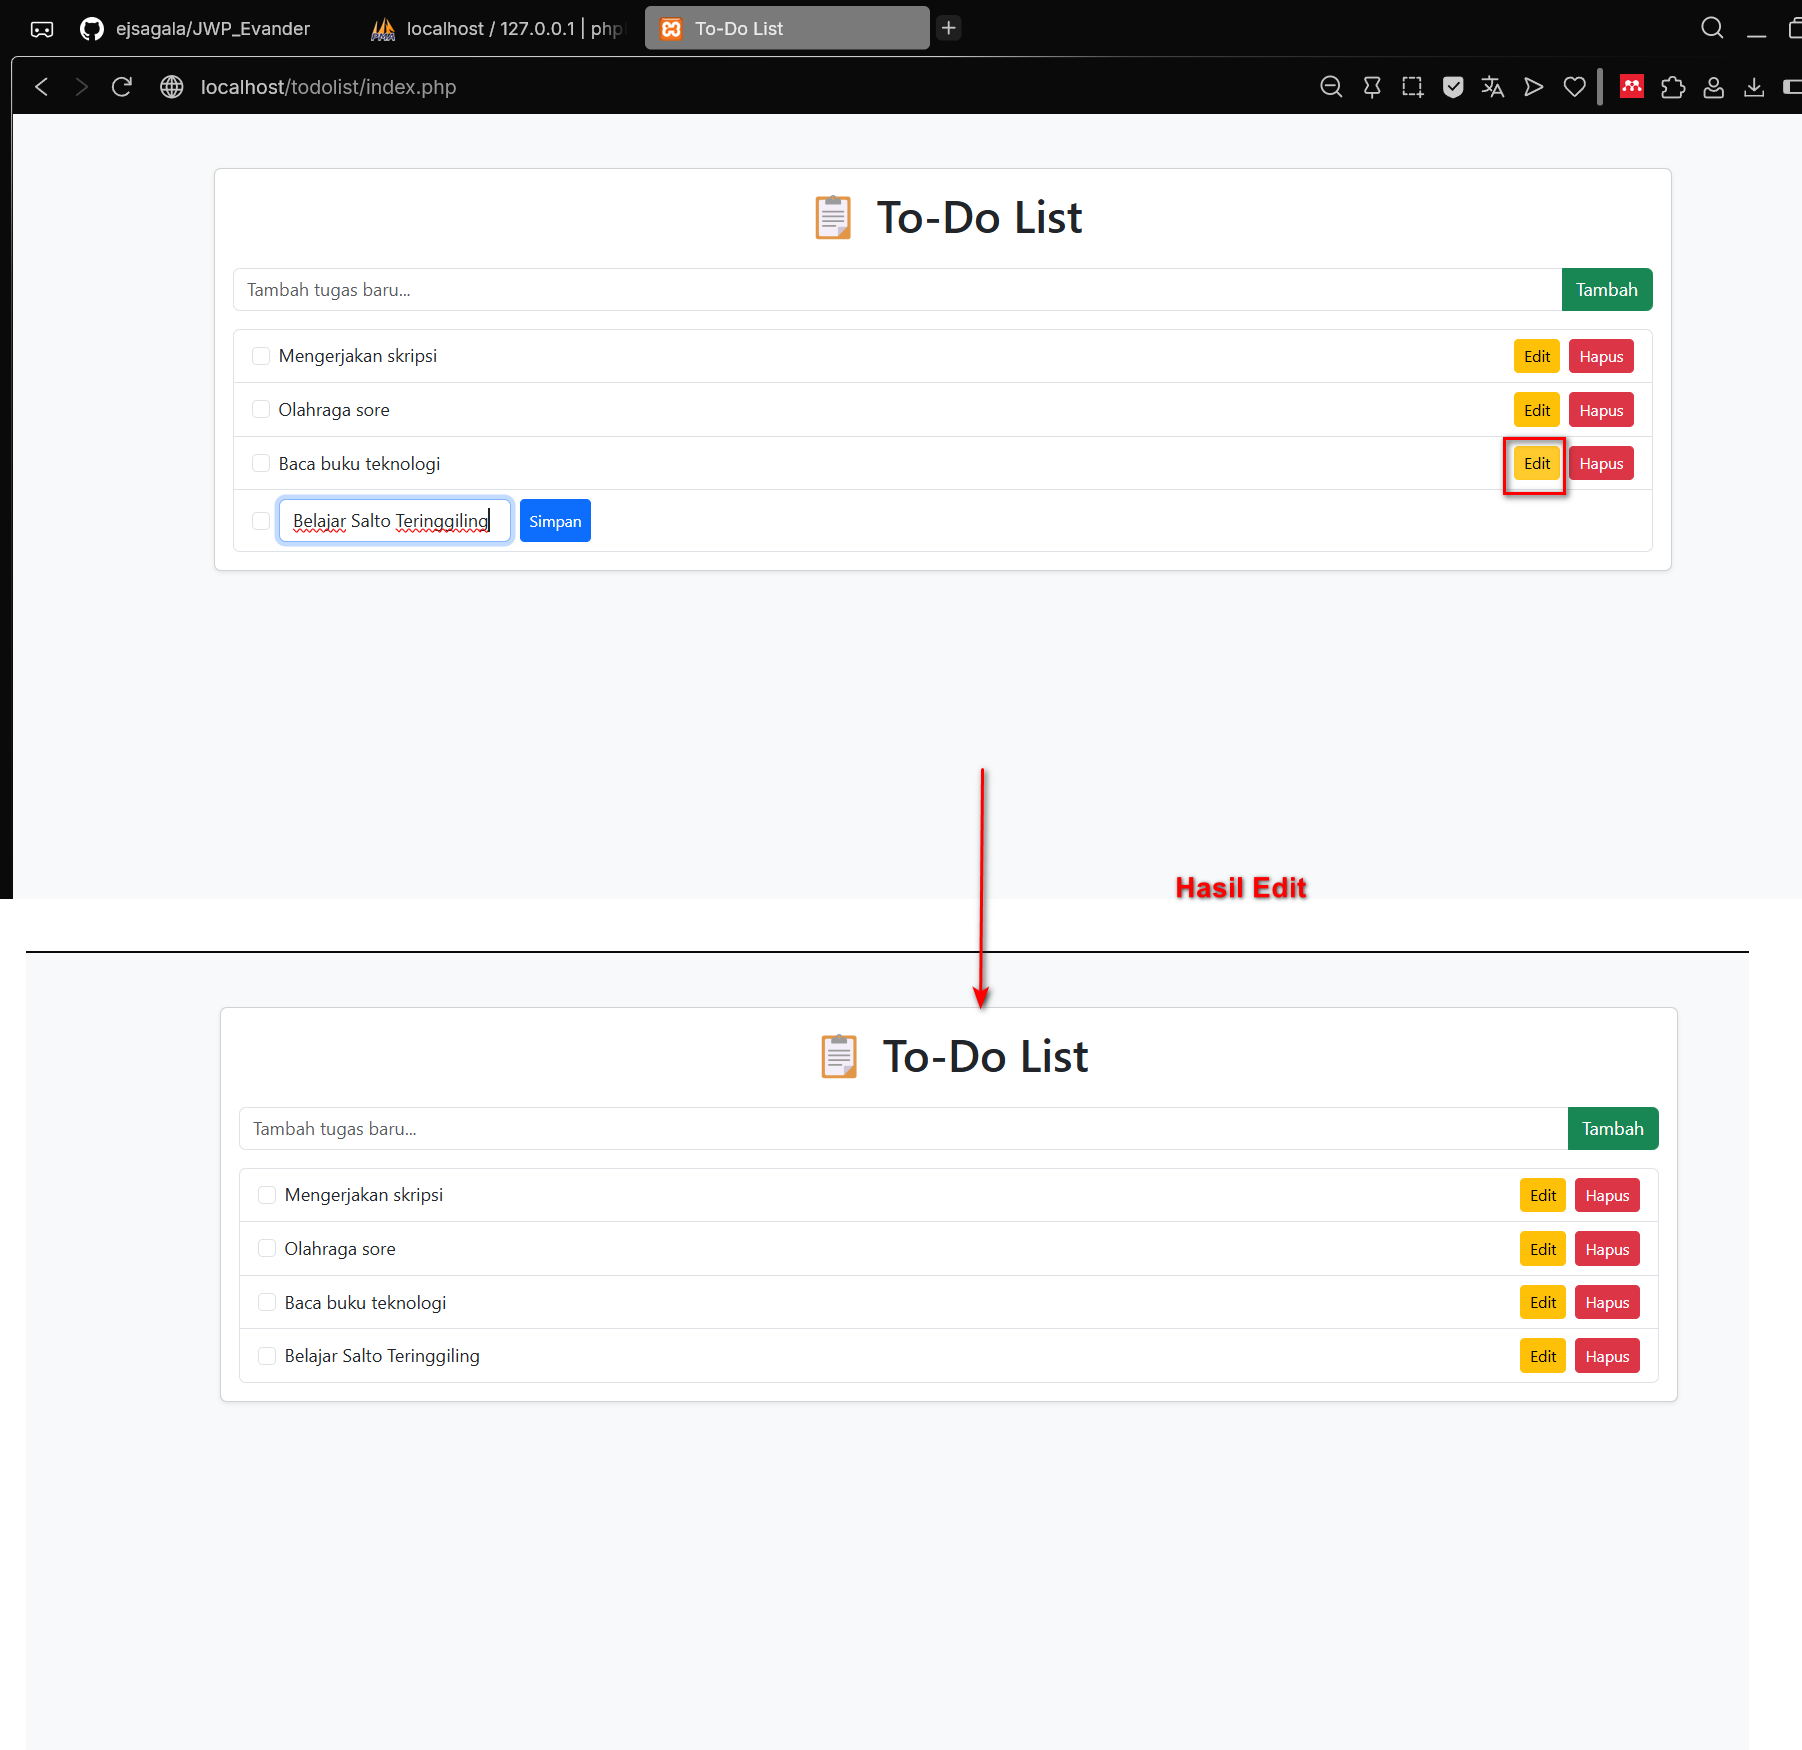 ejsagala/JWP_Evander
localhost / 127.0.0.1 | php
To-Do List
localhost/todolist/index.php
To-Do List
Tambah tugas baru...
Tambah
Mengerjakan skripsi
Edit
Hapus
Olahraga sore
Edit
Hapus
Baca buku teknologi
Edit
Hapus
Belajar Salto Teringgiling
Simpan
Hasil Edit
To-Do List
Tambah tugas baru...
Tambah
Mengerjakan skripsi
Edit
Hapus
Olahraga sore
Edit
Hapus
Baca buku teknologi
Edit
Hapus
Belajar Salto Teringgiling
Edit
Hapus